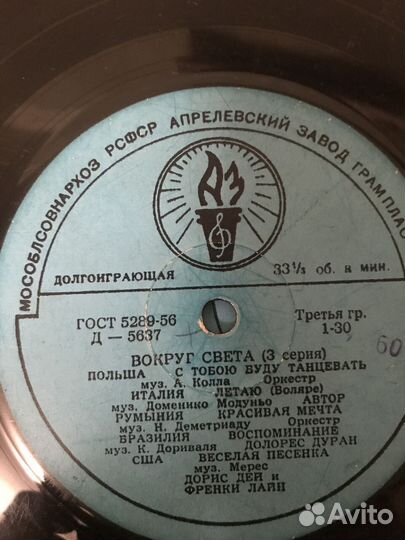 МОСОБЛСОВНАРХОЗ РСФСР АПРЕЛЕВСКИЙ ЗАВОД ГРАМПЛАС
АЗ
ДОЛГОИГРАЮЩАЯ 33⅓ об. в мин.
ГОСТ 5289-56 Третья гр.
Д — 5637 1-30
60
ВОКРУГ СВЕТА (3 серия)
ПОЛЬША — С ТОБОЮ БУДУ ТАНЦЕВАТЬ
муз. А. Колла Оркестр
ИТАЛИЯ ЛЕТАЮ (Воляре)
муз. Доменико Модуньо АВТОР
РУМЫНИЯ КРАСИВАЯ МЕЧТА
муз. Н. Деметриаду Оркестр
БРАЗИЛИЯ ВОСПОМИНАНИЕ
муз. К. Дориваля ДОЛОРЕС ДУРАН
США ВЕСЕЛАЯ ПЕСЕНКА
муз. Мерес
ДОРИС ДЕЙ и
ФРЕНКИ ЛАЙН
Avito